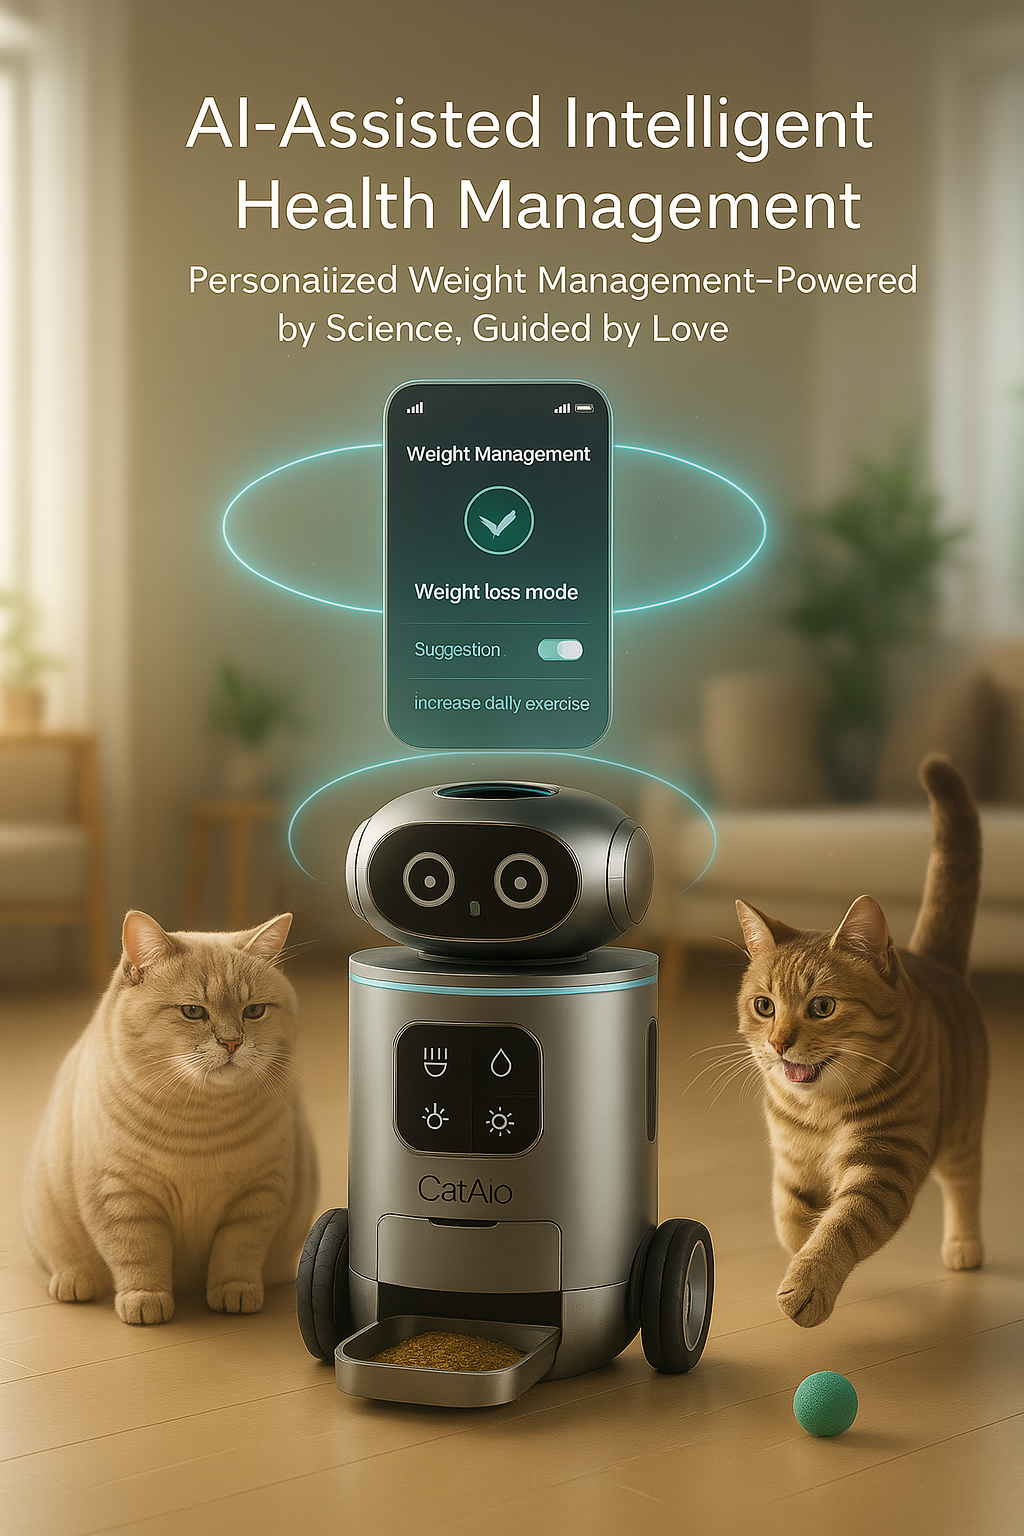 AI-Assisted Intelligent
Health Management
Personaiized Weight Management–Powered
by Science, Guided by Love
Weight Management
Weight loss mode
Suggestion.
increase dally exercise
CatAio